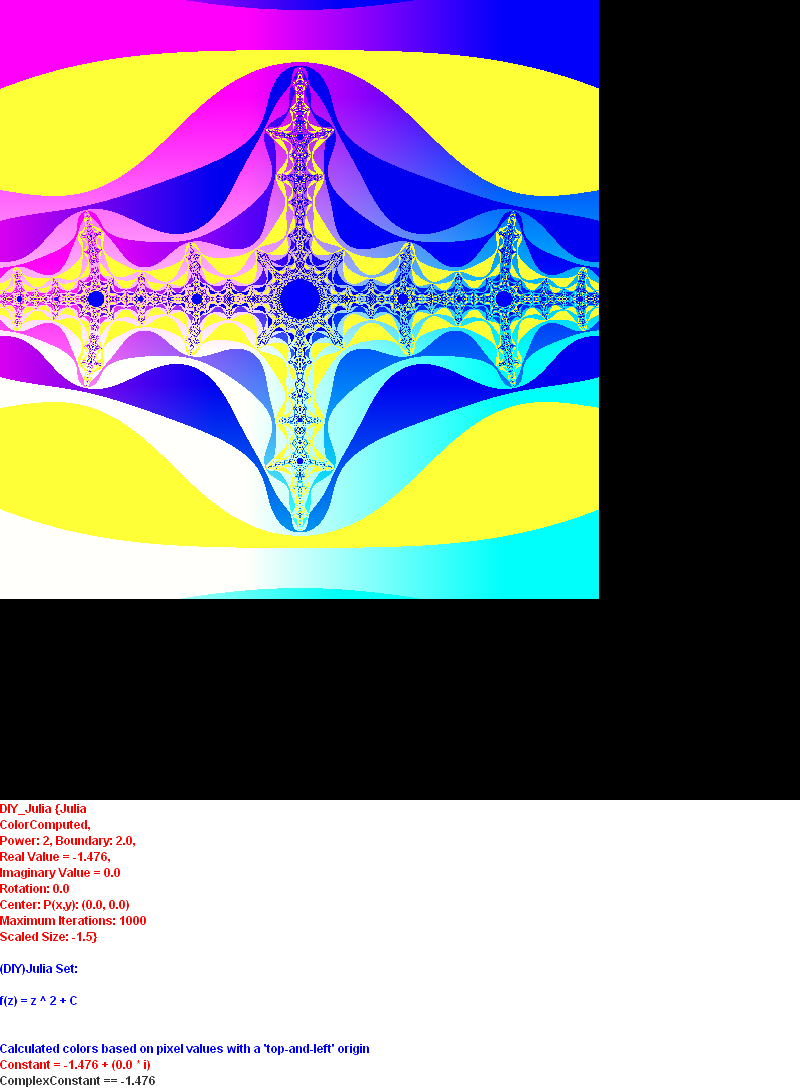 DIY_Julia {Julia
ColorComputed,
Power: 2, Boundary: 2.0,
Real Value = -1.476,
Imaginary Value = 0.0
Rotation: 0.0
Center: P(x,y): (0.0, 0.0)
Maximum Iterations: 1000
Scaled Size: -1.5}
(DIY)Julia Set:
f(z) = z ^ 2 + C
Calculated colors based on pixel values with a 'top-and-left' origin
Constant = -1.476 + (0.0 * i)
ComplexConstant == -1.476